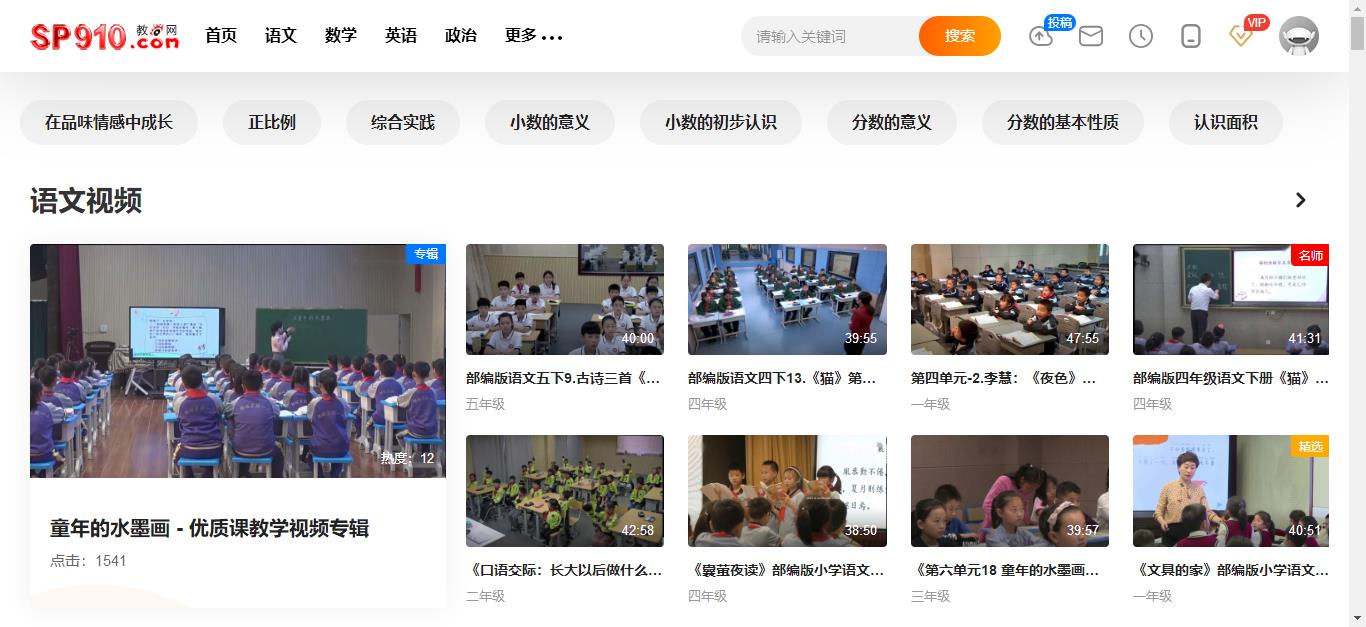 SP910.com 教学网
首页 语文 数学 英语 政治 更多
请输入关键词 搜索
投稿 VIP
在品味情感中成长 正比例 综合实践 小数的意义 小数的初步认识 分数的意义 分数的基本性质 认识面积
语文视频
专辑
热度：12
童年的水墨画 - 优质课教学视频专辑
点击：1541
40:00
部编版语文五下9.古诗三首《...
五年级
39:55
部编版语文四下13.《猫》第...
四年级
47:55
第四单元-2.李慧：《夜色》...
一年级
名师
41:31
部编版四年级语文下册《猫》...
四年级
42:58
《口语交际：长大以后做什么...
二年级
38:50
《囊萤夜读》部编版小学语文...
四年级
39:57
《第六单元18 童年的水墨画...
三年级
精选
40:51
《文具的家》部编版小学语文...
一年级